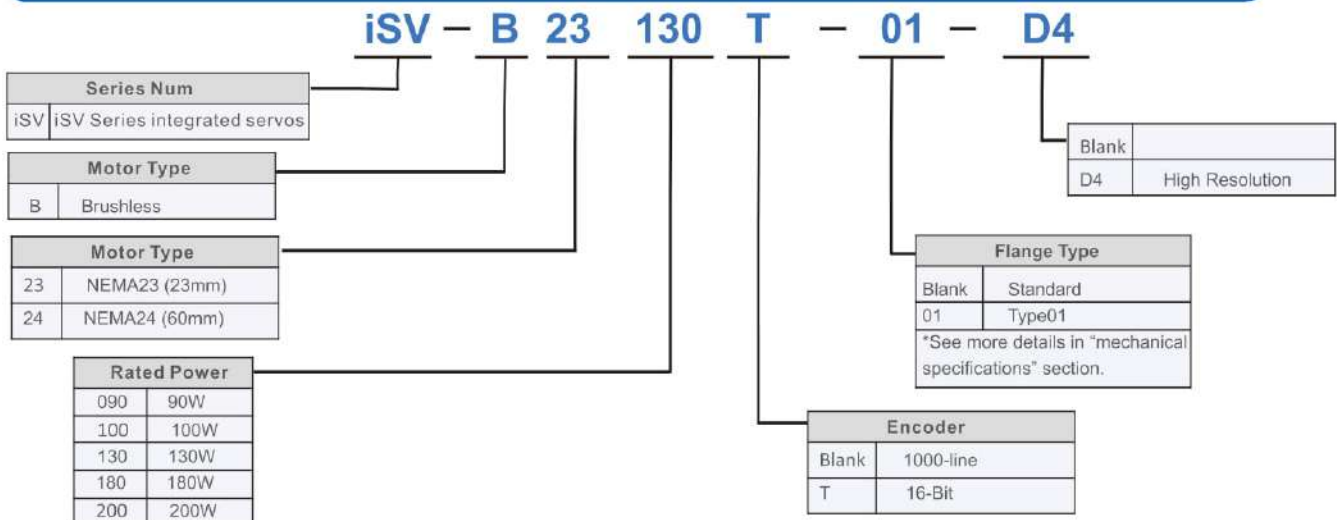 iSV – B 23 130 T – 01 – D4
Series Num
iSV iSV Series integrated servos
Motor Type
B Brushless
Motor Type
23 NEMA23 (23mm)
24 NEMA24 (60mm)
Rated Power
090 90W
100 100W
130 130W
180 180W
200 200W
Blank
D4 High Resolution
Flange Type
Blank Standard
01 Type01
*See more details in “mechanical
specifications” section.
Encoder
Blank 1000-line
T 16-Bit